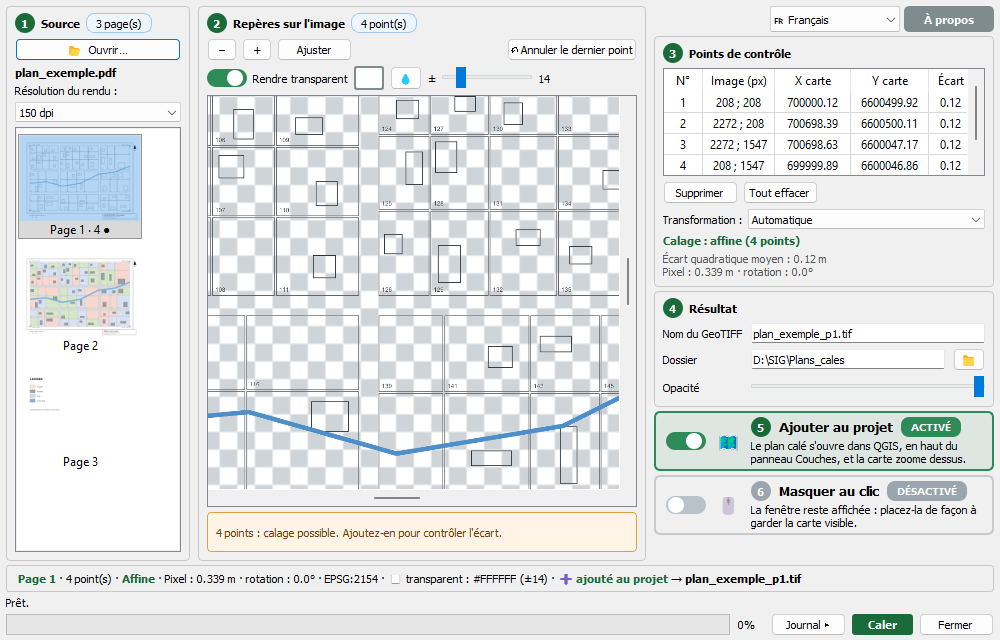 1 Source 3 page(s)
Ouvrir...
plan_exemple.pdf
Résolution du rendu :
150 dpi
Page 1 · 4 ●
Page 2
Page 3
2 Repères sur l'image 4 point(s)
− + Ajuster Annuler le dernier point
Rendre transparent ± 14
106 109 124 127 130 133
107 110 125 128 131 134
108 111 126 129 132 135
116 139 141 143 145
4 points : calage possible. Ajoutez-en pour contrôler l'écart.
FR Français À propos
3 Points de contrôle
N° Image (px) X carte Y carte Écart
1 208 ; 208 700000.12 6600499.92 0.12
2 2272 ; 208 700698.39 6600500.11 0.12
3 2272 ; 1547 700698.63 6600047.17 0.12
4 208 ; 1547 699999.89 6600046.86 0.12
Supprimer Tout effacer
Transformation : Automatique
Calage : affine (4 points)
Écart quadratique moyen : 0.12 m
Pixel : 0.339 m · rotation : 0.0°
4 Résultat
Nom du GeoTIFF plan_exemple_p1.tif
Dossier D:\SIG\Plans_cales
Opacité
5 Ajouter au projet ACTIVÉ
Le plan calé s'ouvre dans QGIS, en haut du
panneau Couches, et la carte zoome dessus.
6 Masquer au clic DÉSACTIVÉ
La fenêtre reste affichée : placez-la de façon à
garder la carte visible.
Page 1 · 4 point(s) · Affine · Pixel : 0.339 m · rotation : 0.0° · EPSG:2154 · transparent : #FFFFFF (±14) · ajouté au projet → plan_exemple_p1.tif
Prêt.
0% Journal ▸ Caler Fermer